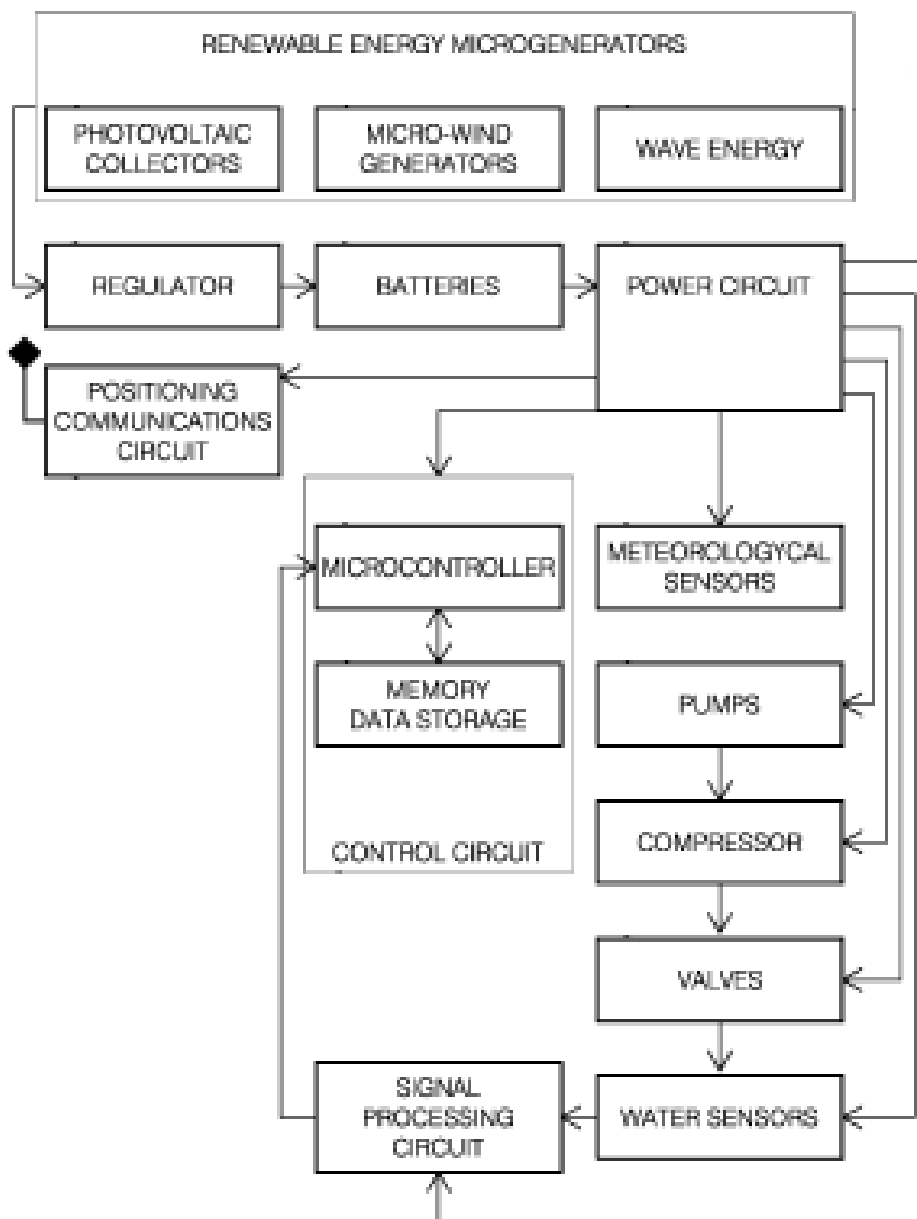 RENEWABLE ENERGY MICROGENERATORS
PHOTOVOLTAIC
COLLECTORS
MICRO-WIND
GENERATORS
WAVE ENERGY
REGULATOR
BATTERIES
POWER CIRCUIT
POSITIONING
COMMUNICATIONS
CIRCUIT
MICROCONTROLLER
METEOROLOGYCAL
SENSORS
MEMORY
DATA STORAGE
PUMPS
CONTROL CIRCUIT
COMPRESSOR
VALVES
SIGNAL
PROCESSING
CIRCUIT
WATER SENSORS